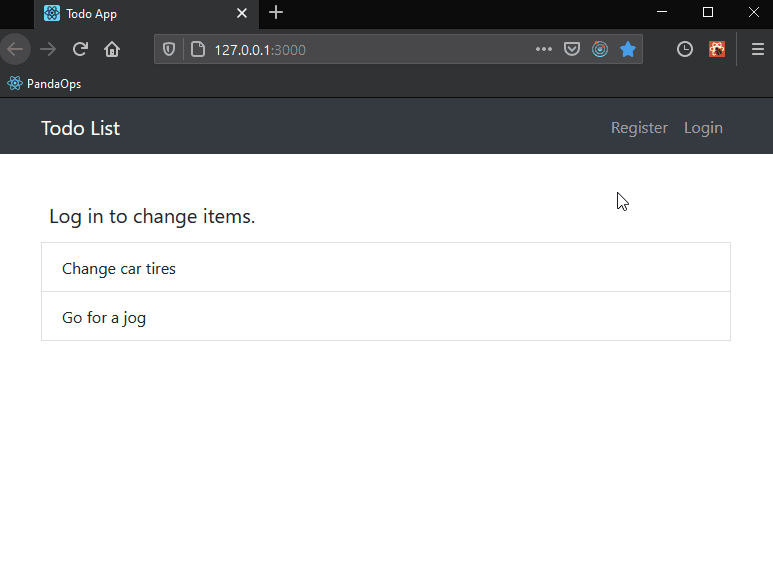 Todo App
127.0.0.1:3000
PandaOps
Todo List Register Login
Log in to change items.
Change car tires
Go for a jog